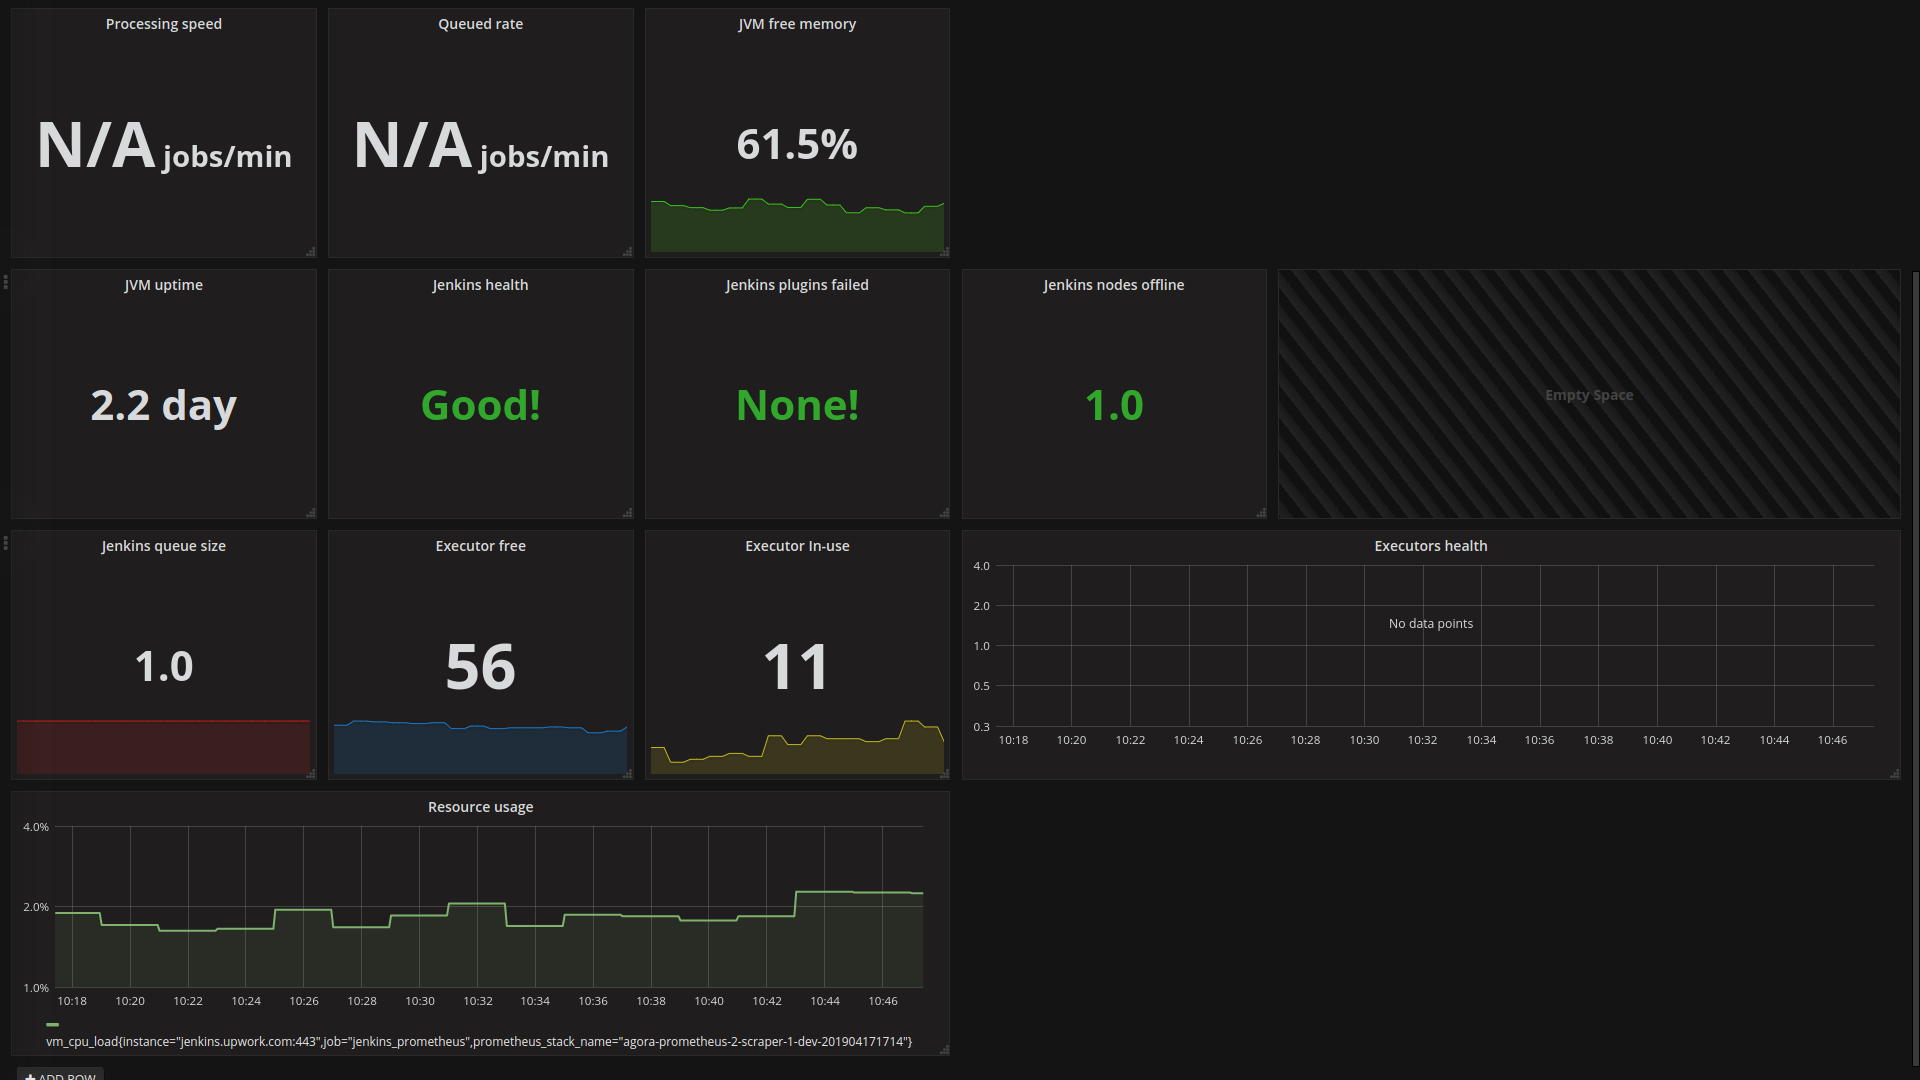 Processing speed
Queued rate
JVM free memory
N/A jobs/min
N/A jobs/min
61.5%
JVM uptime
Jenkins health
Jenkins plugins failed
Jenkins nodes offline
2.2 day
Good!
None!
1.0
Empty Space
Jenkins queue size
Executor free
Executor In-use
Executors health
1.0
56
11
4.0
2.0
1.0
0.5
0.3
No data points
10:18 10:20 10:22 10:24 10:26 10:28 10:30 10:32 10:34 10:36 10:38 10:40 10:42 10:44 10:46
Resource usage
4.0%
2.0%
1.0%
10:18 10:20 10:22 10:24 10:26 10:28 10:30 10:32 10:34 10:36 10:38 10:40 10:42 10:44 10:46
vm_cpu_load{instance="jenkins.upwork.com:443",job="jenkins_prometheus",prometheus_stack_name="agora-prometheus-2-scraper-1-dev-201904171714"}
ADD ROW